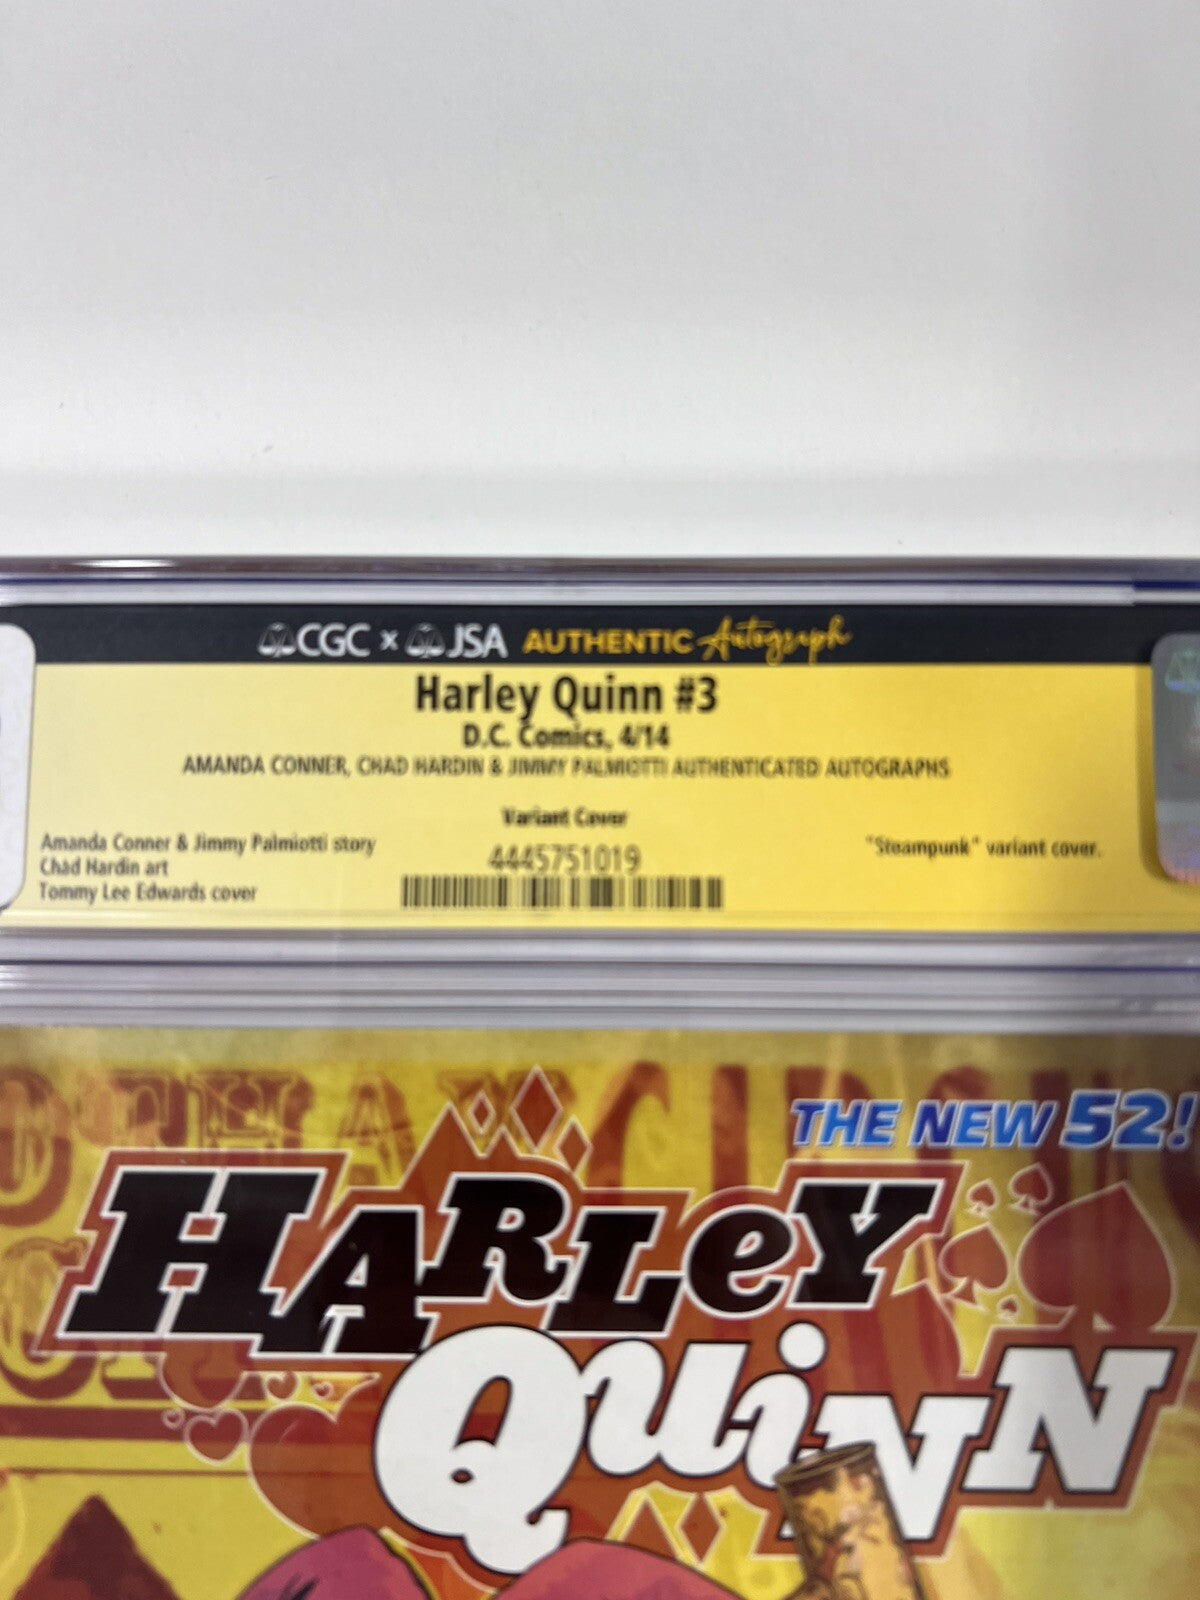 CGC x JSA AUTHENTIC Autograph
Harley Quinn #3
D.C. Comics, 4/14
AMANDA CONNER, CHAD HARDIN & JIMMY PALMIOTTI AUTHENTICATED AUTOGRAPHS
Variant Cover
Amanda Conner & Jimmy Palmiotti story
Chad Hardin art
Tommy Lee Edwards cover
4445751019
"Steampunk" variant cover.
THE NEW 52!
HARLEY
QUINN